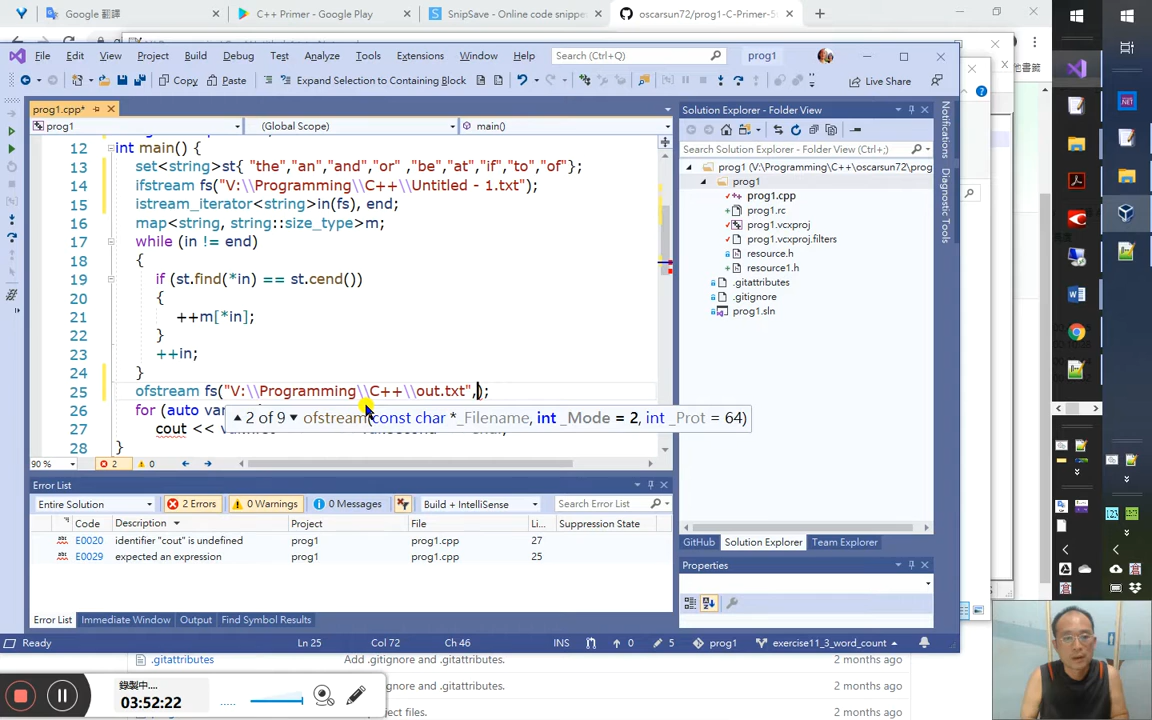 Google 翻譯
C++ Primer - Google Play
SnipSave - Online code snippe
oscarsun72/prog1-C-Primer-5
File Edit View Project Build Debug Test Analyze Tools Extensions Window Help
Search (Ctrl+Q)
prog1
Copy Paste Expand Selection to Containing Block
Live Share
prog1.cpp*
prog1
(Global Scope)
main()
12 int main() {
13 set<string>st{ "the","an","and","or" ,"be","at","if","to","of"};
14 ifstream fs("V:\\Programming\\C++\\Untitled - 1.txt");
15 istream_iterator<string>in(fs), end;
16 map<string, string::size_type>m;
17 while (in != end)
18 {
19 if (st.find(*in) == st.cend())
20 {
21 ++m[*in];
22 }
23 ++in;
24 }
25 ofstream fs("V:\\Programming\\C++\\out.txt",);
26 for (auto var
2 of 9 ofstream(const char * _Filename, int _Mode = 2, int _Prot = 64)
27 cout <<
28 }
90 %
2
0
Error List
Entire Solution
2 Errors
0 Warnings
0 Messages
Build + IntelliSense
Search Error List
Code Description Project File Li... Suppression State
E0020 identifier "cout" is undefined prog1 prog1.cpp 27
E0029 expected an expression prog1 prog1.cpp 25
Error List Immediate Window Output Find Symbol Results
Ready
Ln 25 Col 72 Ch 46 INS
0
5
prog1
exercise11_3_word_count
Solution Explorer - Folder View
Search Solution Explorer - Folder View (Ctrl+;)
prog1 (V:\Programming\C++\oscarsun72\prog
prog1
prog1.cpp
prog1.rc
prog1.vcxproj
prog1.vcxproj.filters
resource.h
resource1.h
.gitattributes
.gitignore
prog1.sln
GitHub Solution Explorer Team Explorer
Properties
Notifications
Diagnostic Tools
也書籤
.gitattributes
Add .gitignore and .gitattributes.
2 months ago
gnore and .gitattributes.
2 months ago
ject files.
2 months ago
錄製中....
03:52:22